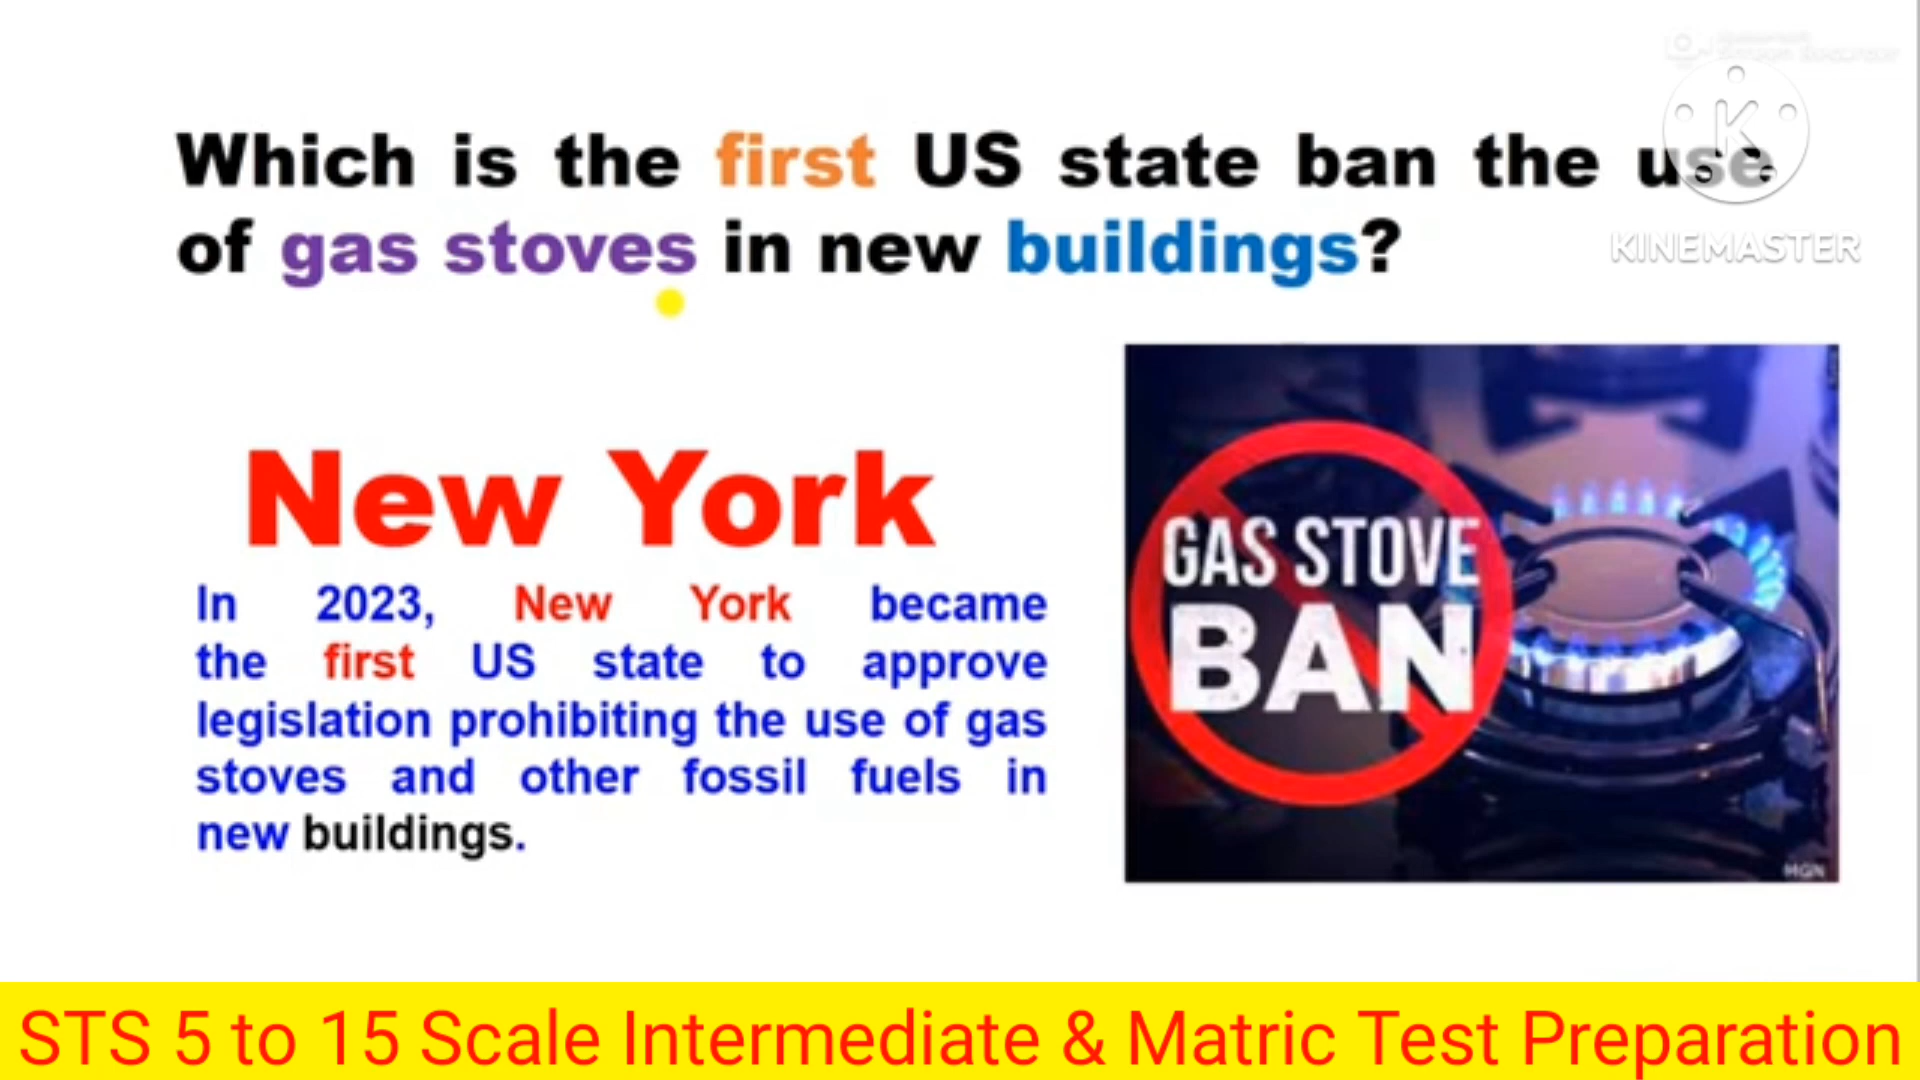 Which is the first US state ban the use
of gas stoves in new buildings?
KINEMASTER
New York
In 2023, New York became
the first US state to approve
legislation prohibiting the use of gas
stoves and other fossil fuels in
new buildings.
GAS STOVE
BAN
MGN
STS 5 to 15 Scale Intermediate & Matric Test Preparation